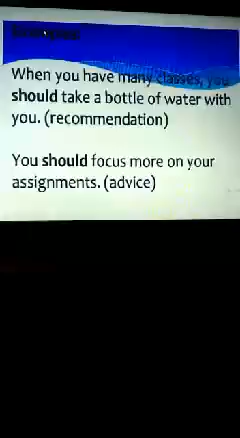 Examples
When you have many classes, you
should take a bottle of water with
you. (recommendation)
You should focus more on your
assignments. (advice)